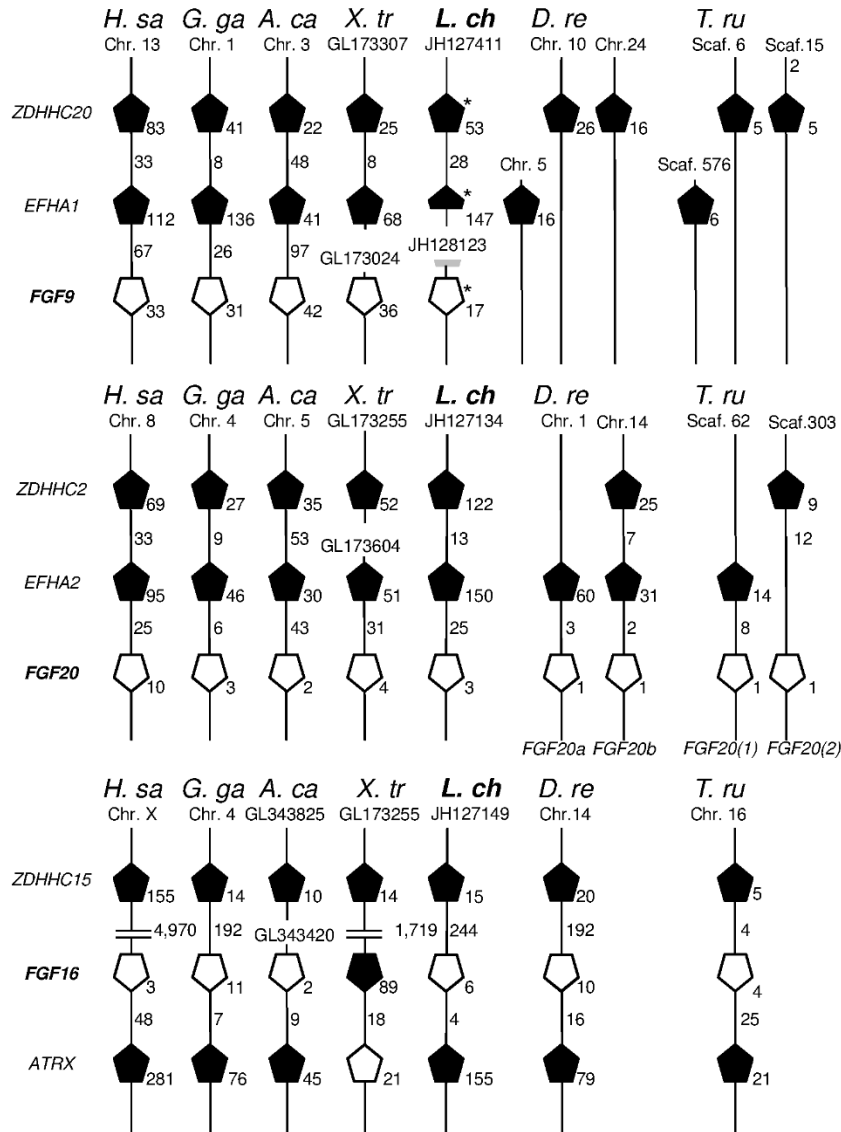 H. sa G. ga A. ca X. tr L. ch D. re T. ru
Chr. 13 Chr. 1 Chr. 3 GL173307 JH127411 Chr. 10 Chr.24 Scaf. 6 Scaf.15
2
ZDHHC20 83 41 22 25 * 53 26 16 5 5
33 8 48 8 28 Chr. 5 Scaf. 576
EFHA1 112 136 41 68 * 147 16 6
67 26 97 GL173024 JH128123
FGF9 33 31 42 36 * 17
H. sa G. ga A. ca X. tr L. ch D. re T. ru
Chr. 8 Chr. 4 Chr. 5 GL173255 JH127134 Chr. 1 Chr.14 Scaf. 62 Scaf.303
ZDHHC2 69 27 35 52 122 25 9
33 9 53 GL173604 13 7 12
EFHA2 95 46 30 51 150 60 31 14
25 6 43 31 25 3 2 8
FGF20 10 3 2 4 3 1 1 1 1
FGF20a FGF20b FGF20(1) FGF20(2)
H. sa G. ga A. ca X. tr L. ch D. re T. ru
Chr. X Chr. 4 GL343825 GL173255 JH127149 Chr.14 Chr. 16
ZDHHC15 155 14 10 14 15 20 5
4,970 192 GL343420 1,719 244 192 4
FGF16 3 11 2 89 6 10 4
48 7 9 18 4 16 25
ATRX 281 76 45 21 155 79 21